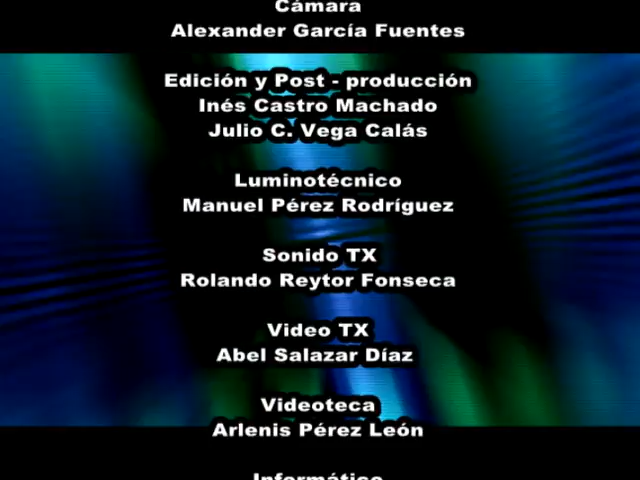 Cámara
Alexander García Fuentes
Edición y Post - producción
Inés Castro Machado
Julio C. Vega Calás
Luminotécnico
Manuel Pérez Rodríguez
Sonido TX
Rolando Reytor Fonseca
Video TX
Abel Salazar Díaz
Videoteca
Arlenis Pérez León
Informático